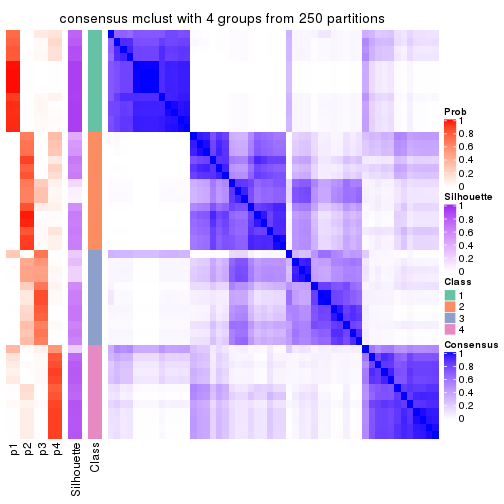 consensus mclust with 4 groups from 250 partitions
Prob
1
0.8
0.6
0.4
0.2
0
Silhouette
1
0.8
0.6
0.4
0.2
0
Class
1
2
3
4
Consensus
1
0.8
0.6
0.4
0.2
0
p1
p2
p3
p4
Silhouette
Class